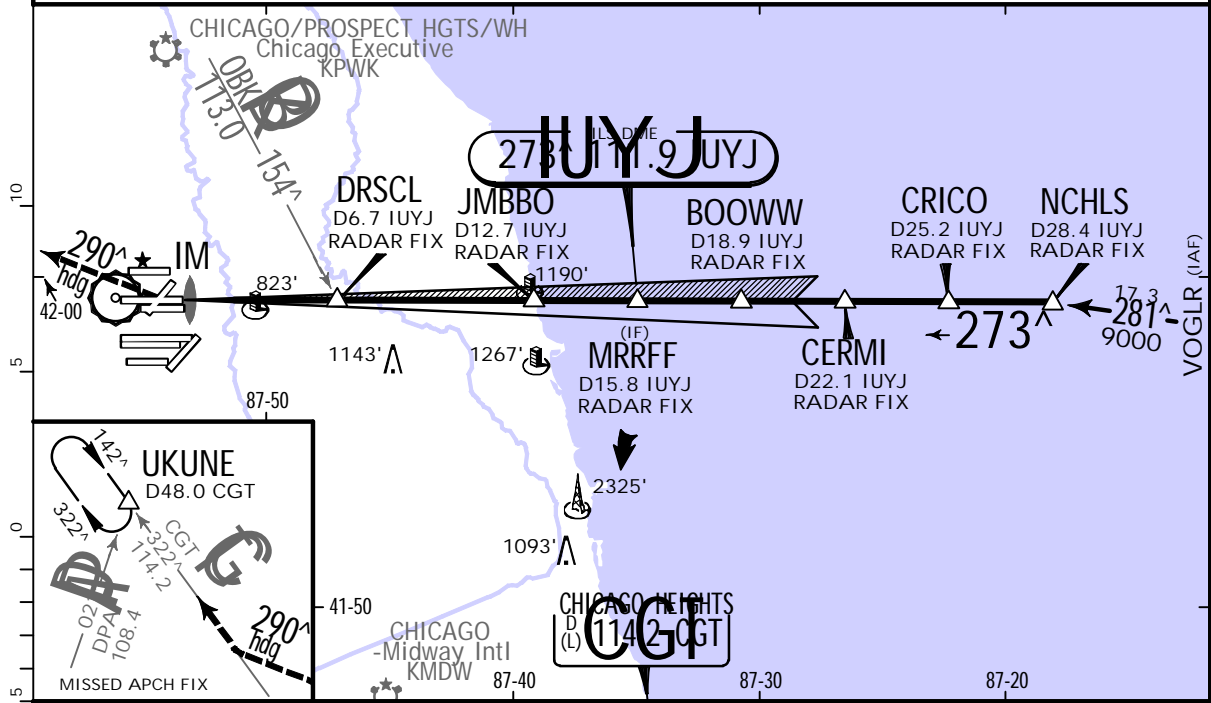 CHICAGO/PROSPECT HGTS/WH
Chicago Executive
KPWK
OBK
113.0
154^
IUYJ
ILS DME
273^ 111.9 IUYJ
DRSCL
D6.7 IUYJ
RADAR FIX
JMBBO
D12.7 IUYJ
RADAR FIX
BOOWW
D18.9 IUYJ
RADAR FIX
CRICO
D25.2 IUYJ
RADAR FIX
NCHLS
D28.4 IUYJ
RADAR FIX
10
290^
hdg
IM
42-00
823'
1190'
17.3
281^
9000
VOGLR (IAF)
273^
(IF)
MRRFF
D15.8 IUYJ
RADAR FIX
CERMI
D22.1 IUYJ
RADAR FIX
1143'
1267'
5
87-50
2325'
1093'
0
142^
322^
UKUNE
D48.0 CGT
CGT
322^
114.2
DPA
108.4
02
290^
hdg
MISSED APCH FIX
41-50
CHICAGO
-Midway Intl
KMDW
CHICAGO HEIGHTS
D
(L)
114.2 CGT
CGT
5
87-40
87-30
87-20